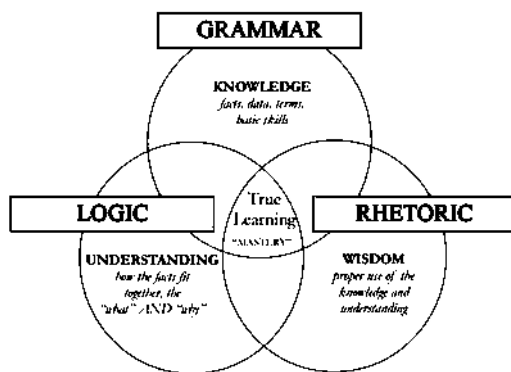 GRAMMAR
KNOWLEDGE
facts, data, terms,
basic skills
True
Learning
"MASTERY"
LOGIC
RHETORIC
UNDERSTANDING
how the facts fit
together, the
"what" AND "why"
WISDOM
proper use of the
knowledge and
understanding